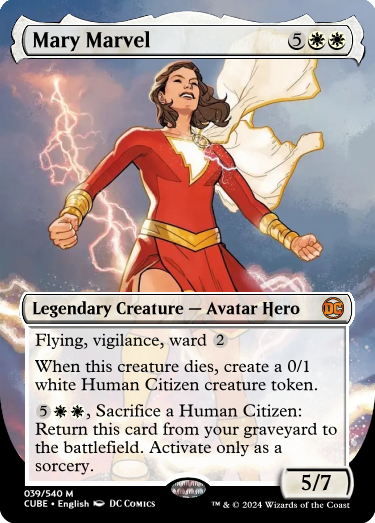 Mary Marvel 5
Legendary Creature — Avatar Hero DC
Flying, vigilance, ward 2
When this creature dies, create a 0/1
white Human Citizen creature token.
5, Sacrifice a Human Citizen:
Return this card from your graveyard to
the battlefield. Activate only as a
sorcery.
5/7
039/540 M
CUBE • English DC COMICS
™ & © 2024 Wizards of the Coast